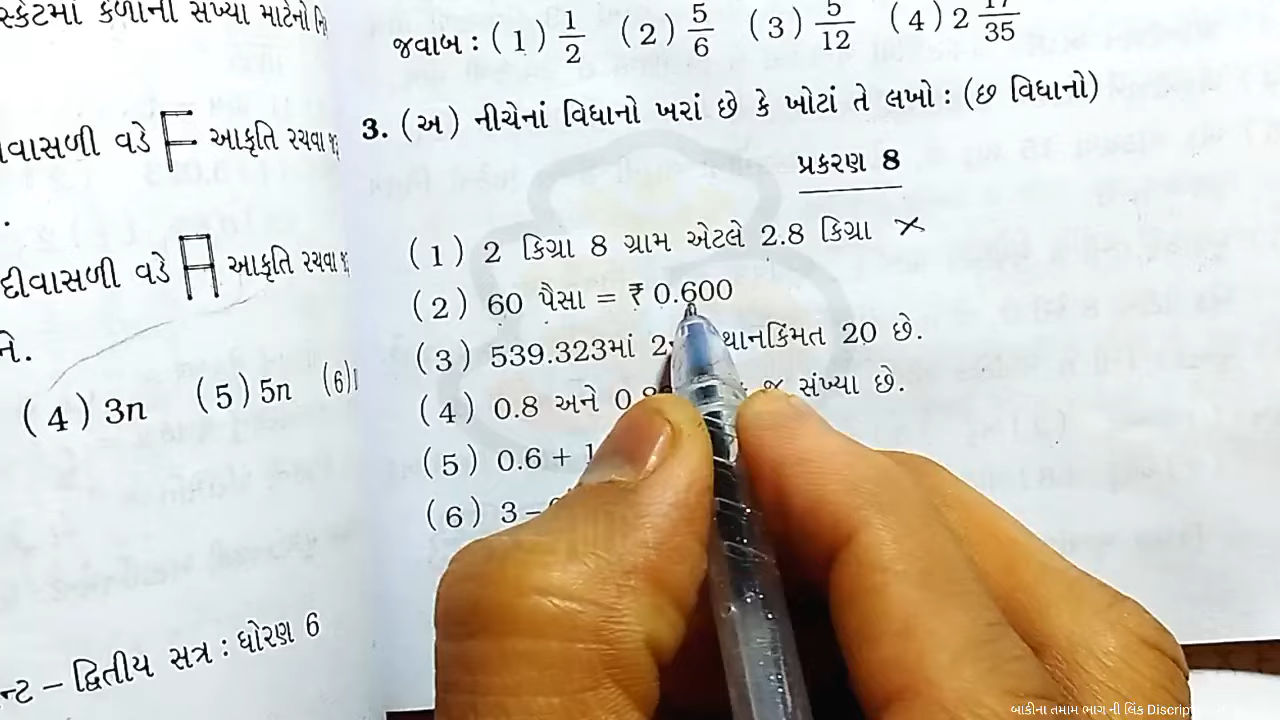 સ્કેટમાં કેળાની સંખ્યા માટેનો
વાસળી વડે F આકૃતિ રચવા
દીવાસળી વડે A આકૃતિ રચવા
ને.
(4) 3n (5) 5n (6)
ન્ટ – દ્વિતીય સત્ર : ધોરણ 6
જવાબ : (1) 1/2 (2) 5/6 (3) 5/12 (4) 2 17/35
3. (અ) નીચેનાં વિધાનો ખરાં છે કે ખોટાં તે લખો : (છ વિધાનો)
પ્રકરણ 8
(1) 2 કિગ્રા 8 ગ્રામ એટલે 2.8 કિગ્રા ×
(2) 60 પૈસા = ₹ 0.600
(3) 539.323માં 2 સ્થાનકિંમત 20 છે.
(4) 0.8 અને જ સંખ્યા છે.
(5) 0.6 + 1
(6) 3 –
બાકીના તમામ ભાગ ની લિંક Discript